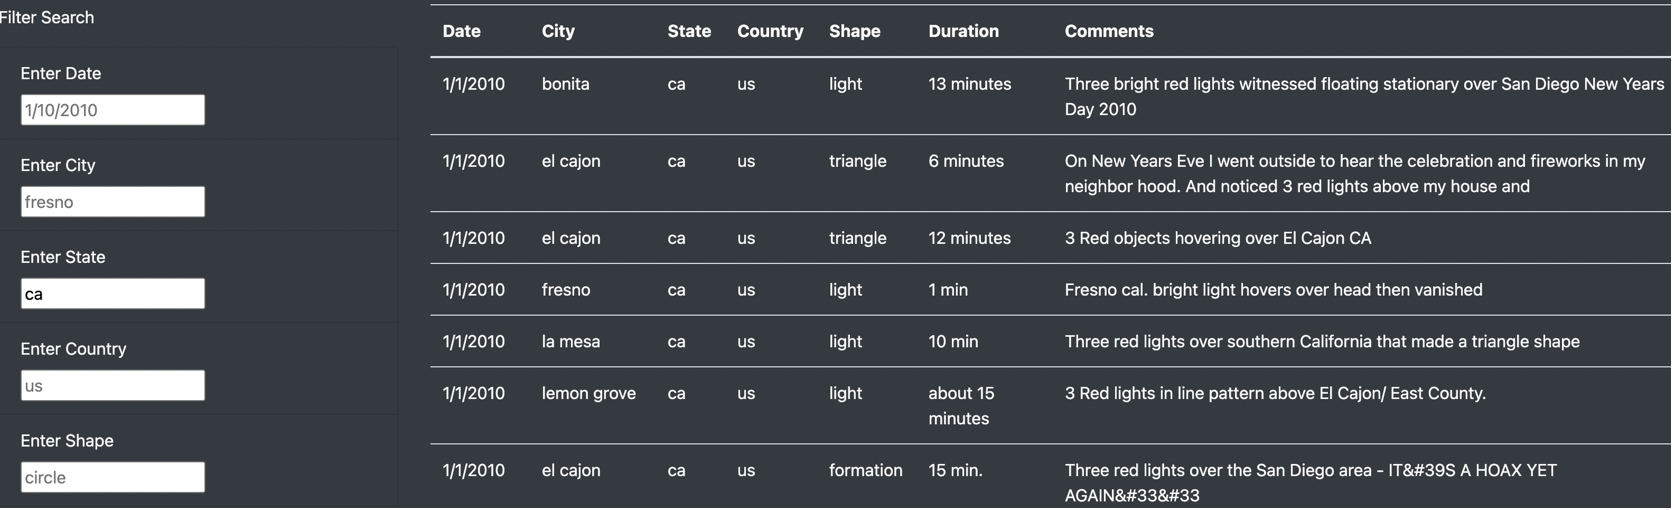 Filter Search
Enter Date
1/10/2010
Enter City
fresno
Enter State
ca
Enter Country
us
Enter Shape
circle
Date City State Country Shape Duration Comments
1/1/2010 bonita ca us light 13 minutes Three bright red lights witnessed floating stationary over San Diego New Years
Day 2010
1/1/2010 el cajon ca us triangle 6 minutes On New Years Eve I went outside to hear the celebration and fireworks in my
neighbor hood. And noticed 3 red lights above my house and
1/1/2010 el cajon ca us triangle 12 minutes 3 Red objects hovering over El Cajon CA
1/1/2010 fresno ca us light 1 min Fresno cal. bright light hovers over head then vanished
1/1/2010 la mesa ca us light 10 min Three red lights over southern California that made a triangle shape
1/1/2010 lemon grove ca us light about 15 3 Red lights in line pattern above El Cajon/ East County.
minutes
1/1/2010 el cajon ca us formation 15 min. Three red lights over the San Diego area - IT&#39S A HOAX YET
AGAIN&#33&#33